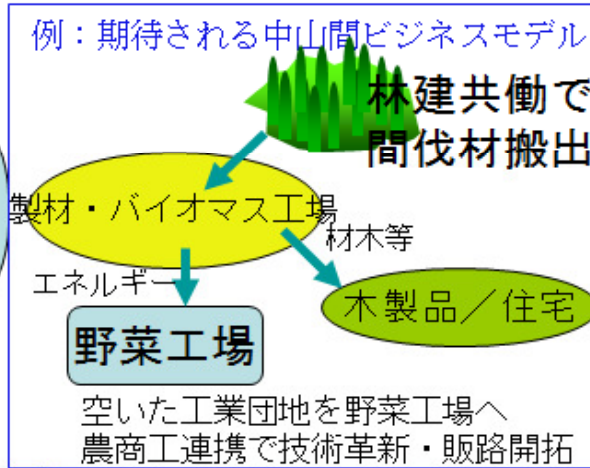 例：期待される中山間ビジネスモデル
林建共働で
間伐材搬出
製材・バイオマス工場
材木等
エネルギー
木製品／住宅
野菜工場
空いた工業団地を野菜工場へ
農商工連携で技術革新・販路開拓